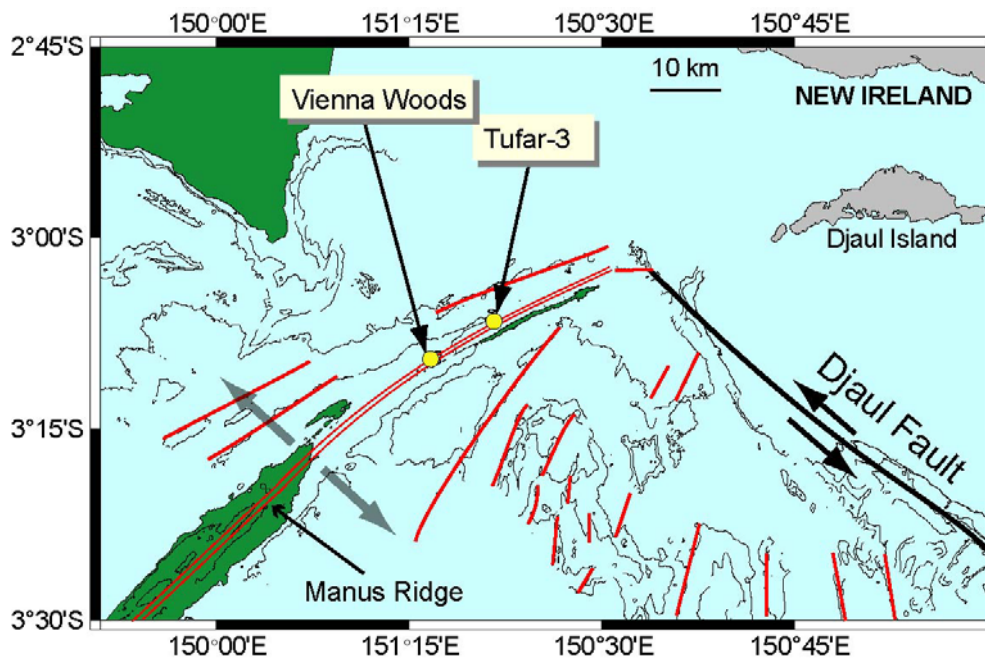 150°00'E 151°15'E 150°30'E 150°45'E
2°45'S
10 km
NEW IRELAND
Vienna Woods
Tufar-3
3°00'S
Djaul Island
Djaul Fault
3°15'S
Manus Ridge
3°30'S
150°00'E 151°15'E 150°30'E 150°45'E